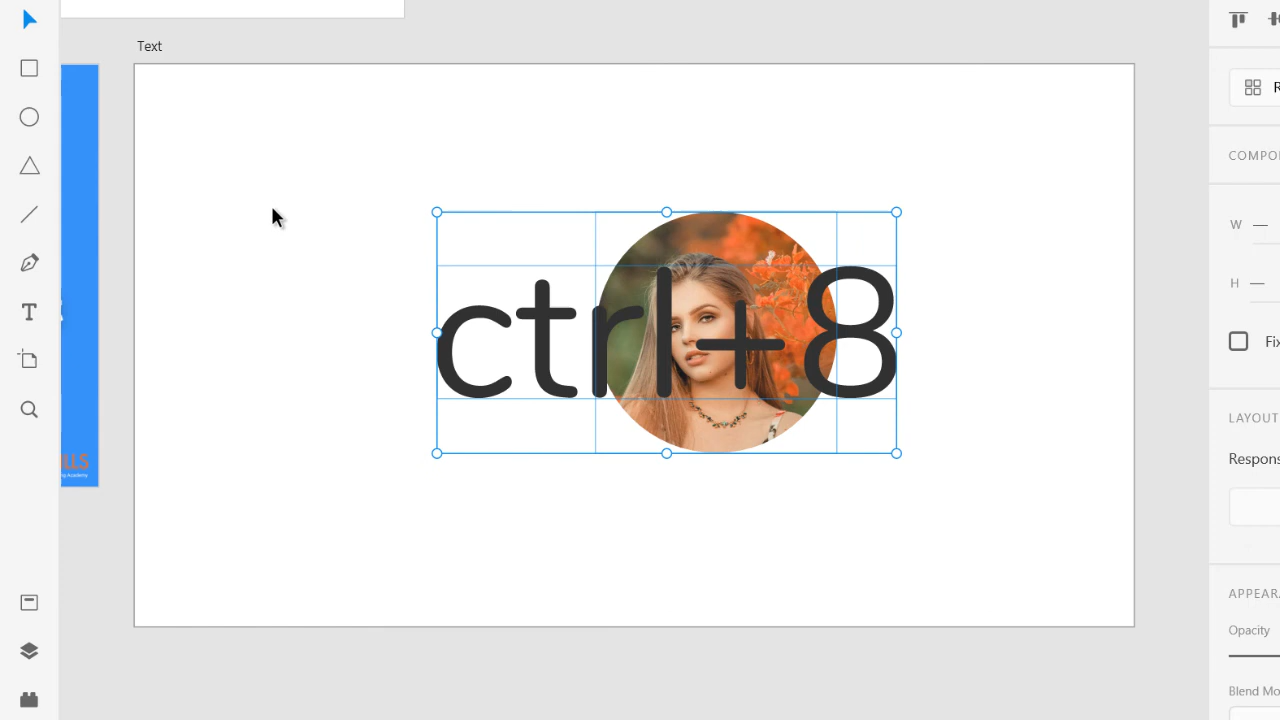 Text
ctrl+8
COMPO
W —
H —
Fix
LAYOUT
Respons
APPEAR
Opacity
Blend Mo